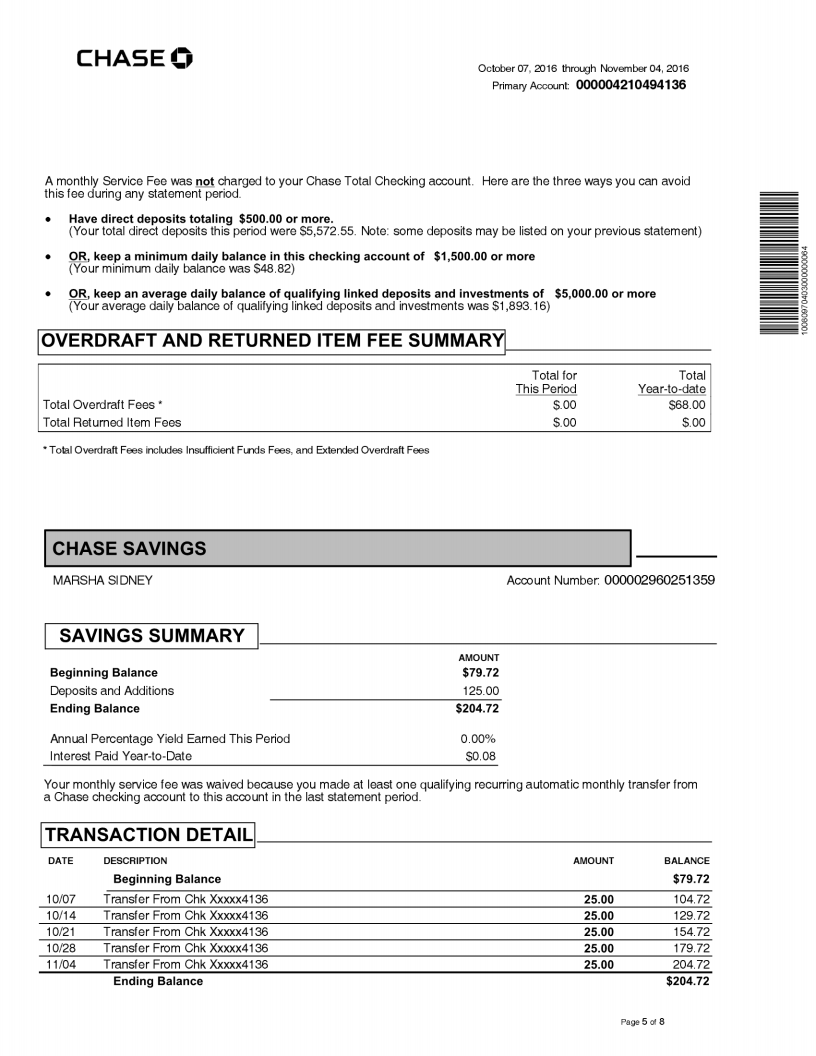 CHASE
October 07, 2016 through November 04, 2016
Primary Account: 000004210494136
A monthly Service Fee was not charged to your Chase Total Checking account. Here are the three ways you can avoid
this fee during any statement period.
• Have direct deposits totaling $500.00 or more.
(Your total direct deposits this period were $5,572.55. Note: some deposits may be listed on your previous statement)
• OR, keep a minimum daily balance in this checking account of $1,500.00 or more
(Your minimum daily balance was $48.82)
• OR, keep an average daily balance of qualifying linked deposits and investments of $5,000.00 or more
(Your average daily balance of qualifying linked deposits and investments was $1,893.16)
10080970403000000064
OVERDRAFT AND RETURNED ITEM FEE SUMMARY
Total for Total
This Period Year-to-date
Total Overdraft Fees * $.00 $68.00
Total Returned Item Fees $.00 $.00
* Total Overdraft Fees includes Insufficient Funds Fees, and Extended Overdraft Fees
CHASE SAVINGS
MARSHA SIDNEY Account Number: 000002960251359
SAVINGS SUMMARY
AMOUNT
Beginning Balance $79.72
Deposits and Additions 125.00
Ending Balance $204.72
Annual Percentage Yield Earned This Period 0.00%
Interest Paid Year-to-Date $0.08
Your monthly service fee was waived because you made at least one qualifying recurring automatic monthly transfer from
a Chase checking account to this account in the last statement period.
TRANSACTION DETAIL
DATE DESCRIPTION AMOUNT BALANCE
Beginning Balance $79.72
10/07 Transfer From Chk Xxxxx4136 25.00 104.72
10/14 Transfer From Chk Xxxxx4136 25.00 129.72
10/21 Transfer From Chk Xxxxx4136 25.00 154.72
10/28 Transfer From Chk Xxxxx4136 25.00 179.72
11/04 Transfer From Chk Xxxxx4136 25.00 204.72
Ending Balance $204.72
Page 5 of 8